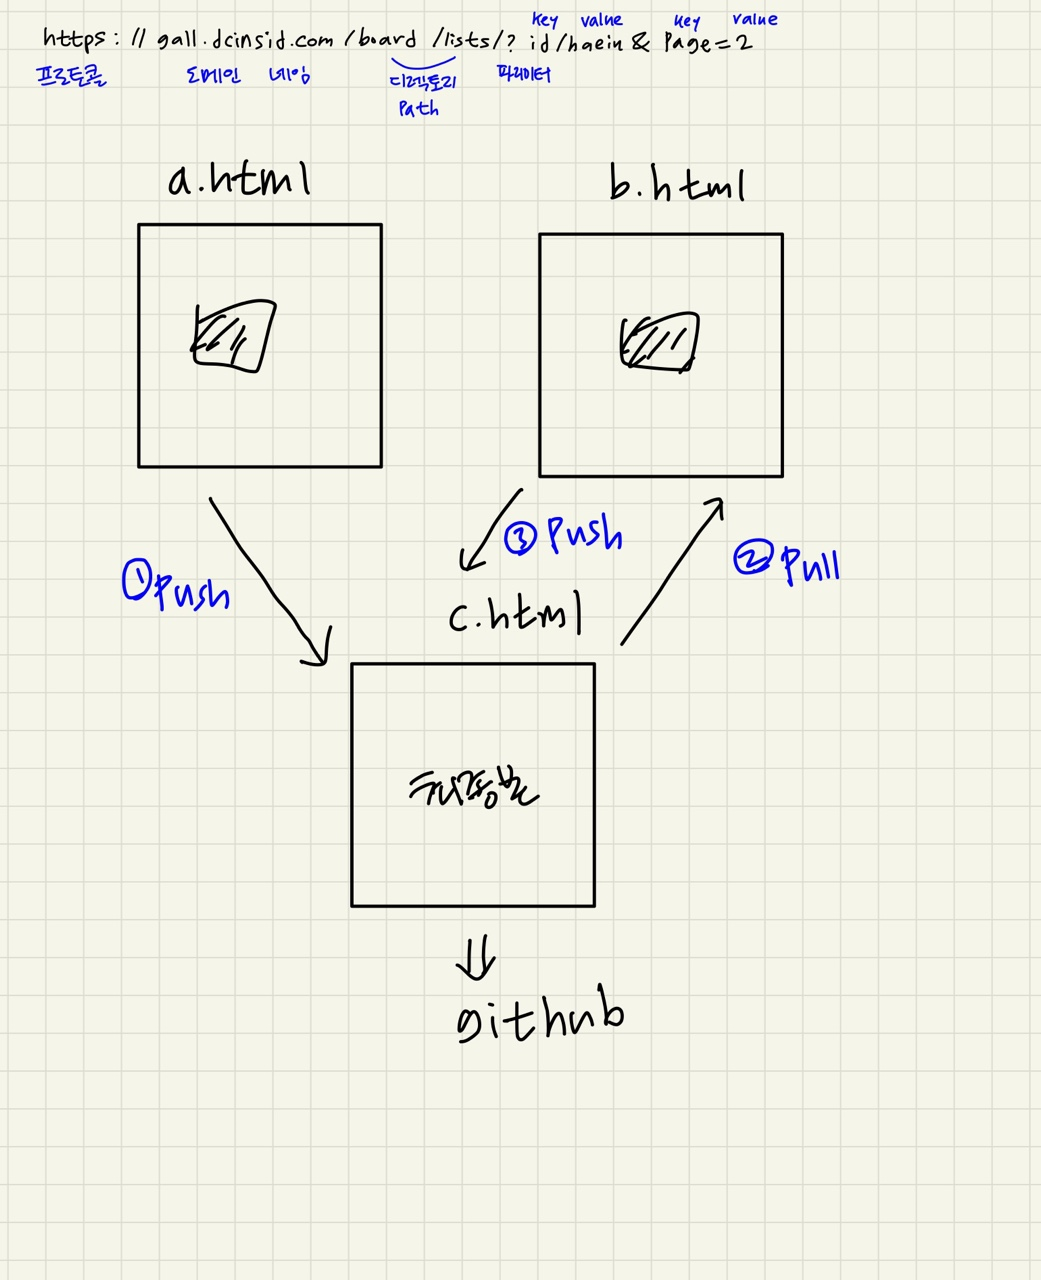 key value key value
https://gall.dcinsid.com/board/lists/? id/haein & Page=2
프로토콜 도메인 네임 디렉토리 파라미터
Path
a.html
b.html
③ Push
② Pull
① Push
c.html
github